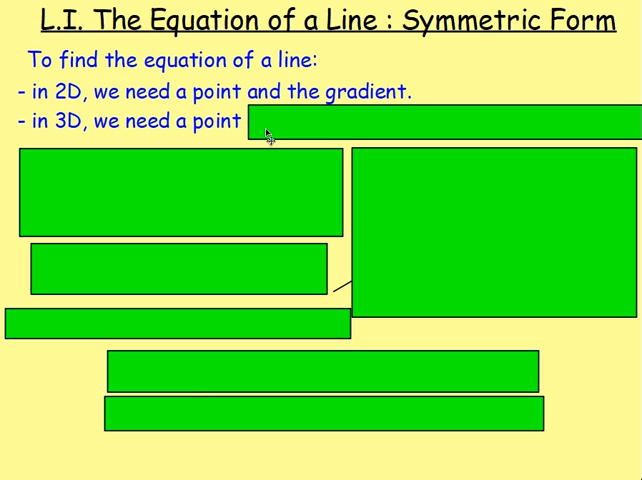 L.I. The Equation of a Line : Symmetric Form
To find the equation of a line:
- in 2D, we need a point and the gradient.
- in 3D, we need a point